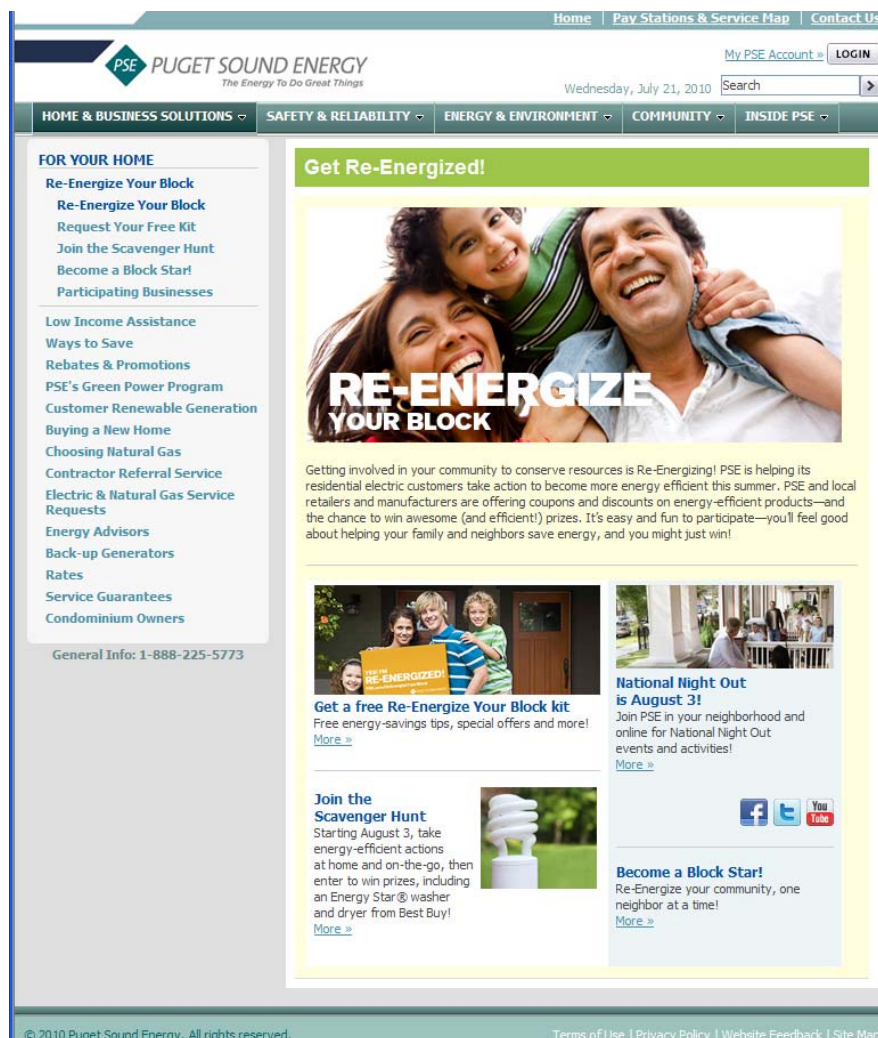 Home | Pay Stations & Service Map | Contact Us
PSE PUGET SOUND ENERGY
The Energy To Do Great Things
My PSE Account » LOGIN
Wednesday, July 21, 2010 Search >
HOME & BUSINESS SOLUTIONS SAFETY & RELIABILITY ENERGY & ENVIRONMENT COMMUNITY INSIDE PSE
FOR YOUR HOME
Re-Energize Your Block
Re-Energize Your Block
Request Your Free Kit
Join the Scavenger Hunt
Become a Block Star!
Participating Businesses
Low Income Assistance
Ways to Save
Rebates & Promotions
PSE's Green Power Program
Customer Renewable Generation
Buying a New Home
Choosing Natural Gas
Contractor Referral Service
Electric & Natural Gas Service
Requests
Energy Advisors
Back-up Generators
Rates
Service Guarantees
Condominium Owners
General Info: 1-888-225-5773
Get Re-Energized!
RE-ENERGIZE
YOUR BLOCK
Getting involved in your community to conserve resources is Re-Energizing! PSE is helping its
residential electric customers take action to become more energy efficient this summer. PSE and local
retailers and manufacturers are offering coupons and discounts on energy-efficient products—and
the chance to win awesome (and efficient!) prizes. It's easy and fun to participate—you'll feel good
about helping your family and neighbors save energy, and you might just win!
RE-ENERGIZED!
Get a free Re-Energize Your Block kit
Free energy-savings tips, special offers and more!
More »
Join the
Scavenger Hunt
Starting August 3, take
energy-efficient actions
at home and on-the-go, then
enter to win prizes, including
an Energy Star® washer
and dryer from Best Buy!
More »
National Night Out
is August 3!
Join PSE in your neighborhood and
online for National Night Out
events and activities!
More »
f t You Tube
Become a Block Star!
Re-Energize your community, one
neighbor at a time!
More »
© 2010 Puget Sound Energy. All rights reserved.
Terms of Use | Privacy Policy | Website Feedback | Site Map